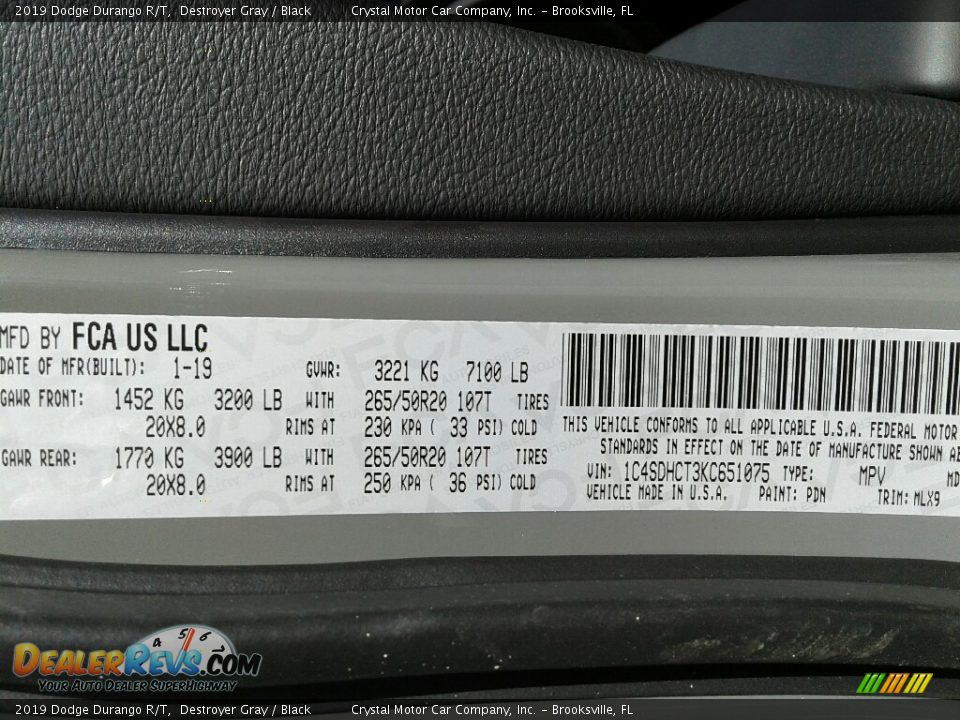 2019 Dodge Durango R/T, Destroyer Gray / Black Crystal Motor Car Company, Inc. - Brooksville, FL
MFD BY FCA US LLC
DATE OF MFR(BUILT): 1-19 GVWR: 3221 KG 7100 LB
GAWR FRONT: 1452 KG 3200 LB WITH 265/50R20 107T TIRES
20X8.0 RIMS AT 230 KPA ( 33 PSI) COLD
GAWR REAR: 1770 KG 3900 LB WITH 265/50R20 107T TIRES
20X8.0 RIMS AT 250 KPA ( 36 PSI) COLD
THIS VEHICLE CONFORMS TO ALL APPLICABLE U.S.A. FEDERAL MOTOR
STANDARDS IN EFFECT ON THE DATE OF MANUFACTURE SHOWN AB
VIN: 1C4SDHCT3KC651075 TYPE: MPV MD
VEHICLE MADE IN U.S.A. PAINT: PDN TRIM: MLX9
4 5 6
DEALERREVS.COM
YOUR AUTO DEALER SUPERHIGHWAY
2019 Dodge Durango R/T, Destroyer Gray / Black Crystal Motor Car Company, Inc. - Brooksville, FL